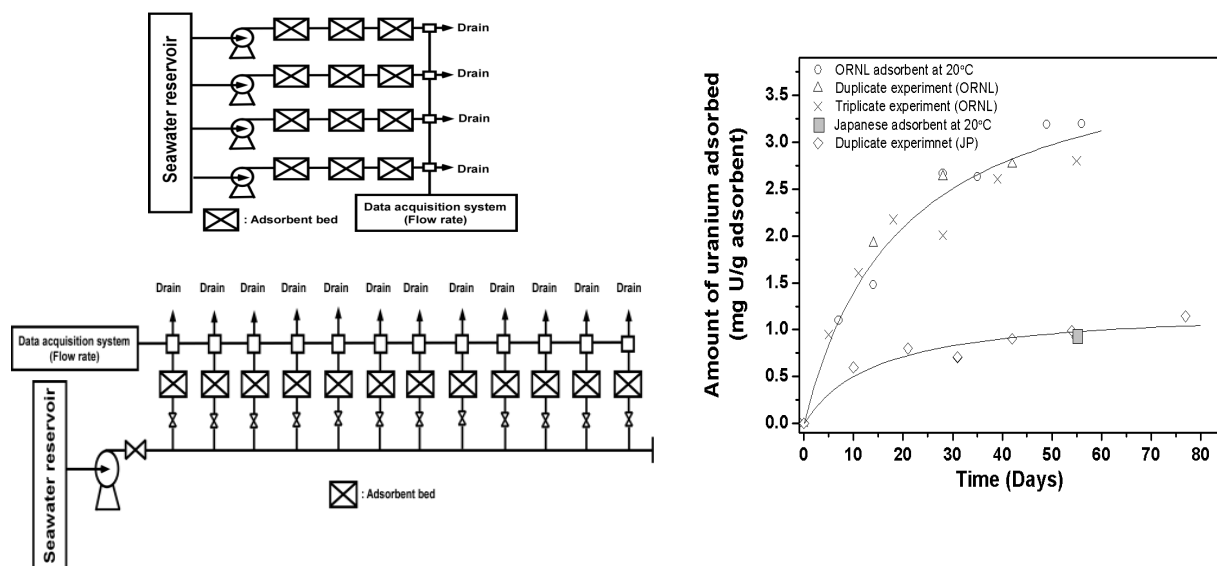 Seawater reservoir
Drain
Drain
Drain
Drain
Data acquisition system
(Flow rate)
: Adsorbent bed
Drain Drain Drain Drain Drain Drain Drain Drain Drain Drain Drain Drain
Data acquisition system
(Flow rate)
Seawater reservoir
: Adsorbent bed
Amount of uranium adsorbed
(mg U/g adsorbent)
ORNL adsorbent at 20°C
Duplicate experiment (ORNL)
Triplicate experiment (ORNL)
Japanese adsorbent at 20°C
Duplicate experimnet (JP)
3.5
3.0
2.5
2.0
1.5
1.0
0.5
0.0
0 10 20 30 40 50 60 70 80
Time (Days)